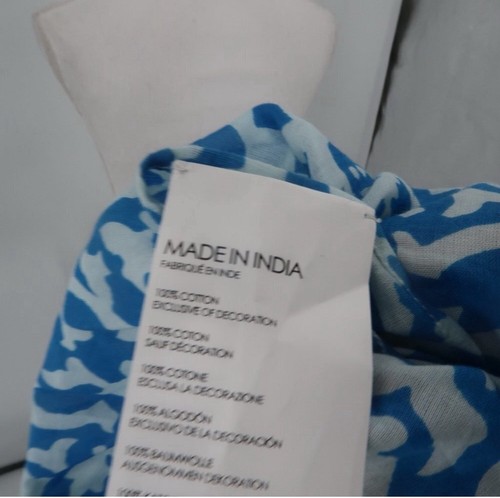 MADE IN INDIA
FABRIQUÉ EN INDE
100% COTTON
EXCLUSIVE OF DECORATION
100% COTON
SAUF DÉCORATION
100% COTONE
ESCLUSA LA DECORAZIONE
100% ALGODÓN
EXCLUSIVO DE LA DECORACIÓN
100% BAUMWOLLE
AUSGENOMMEN DEKORATION